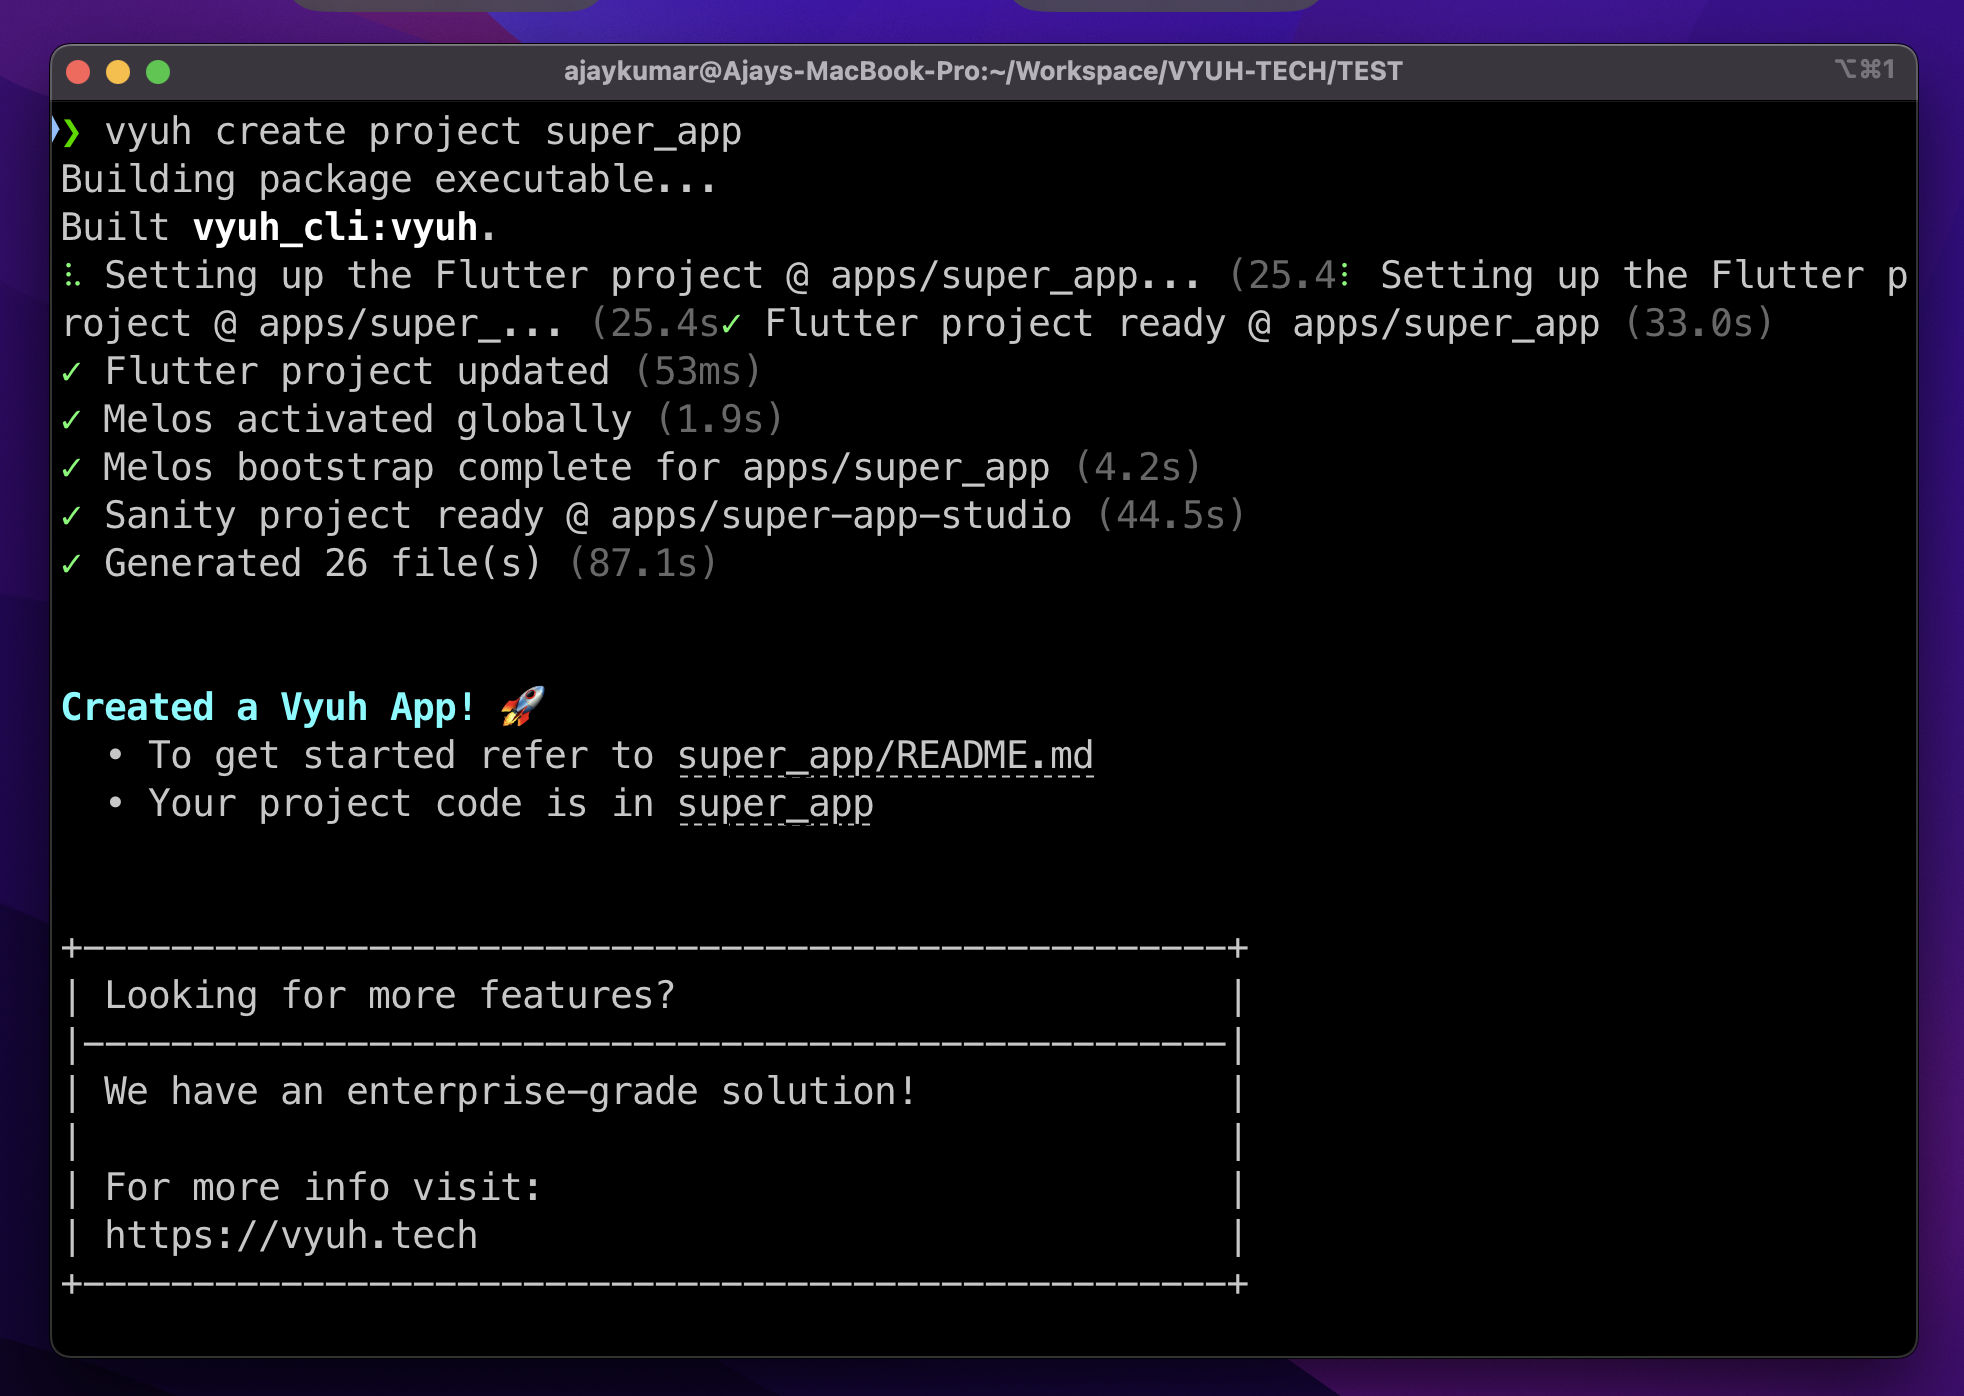 ajaykumar@Ajays-MacBook-Pro:~/Workspace/VYUH-TECH/TEST
⌥⌘1
❯ vyuh create project super_app
Building package executable...
Built vyuh_cli:vyuh.
⠧ Setting up the Flutter project @ apps/super_app... (25.4⠇ Setting up the Flutter p
roject @ apps/super_... (25.4s✓ Flutter project ready @ apps/super_app (33.0s)
✓ Flutter project updated (53ms)
✓ Melos activated globally (1.9s)
✓ Melos bootstrap complete for apps/super_app (4.2s)
✓ Sanity project ready @ apps/super-app-studio (44.5s)
✓ Generated 26 file(s) (87.1s)
Created a Vyuh App! 🚀
• To get started refer to super_app/README.md
• Your project code is in super_app
+----------------------------------------------------+
| Looking for more features?                         |
|----------------------------------------------------|
| We have an enterprise-grade solution!              |
|                                                    |
| For more info visit:                               |
| https://vyuh.tech                                  |
+----------------------------------------------------+